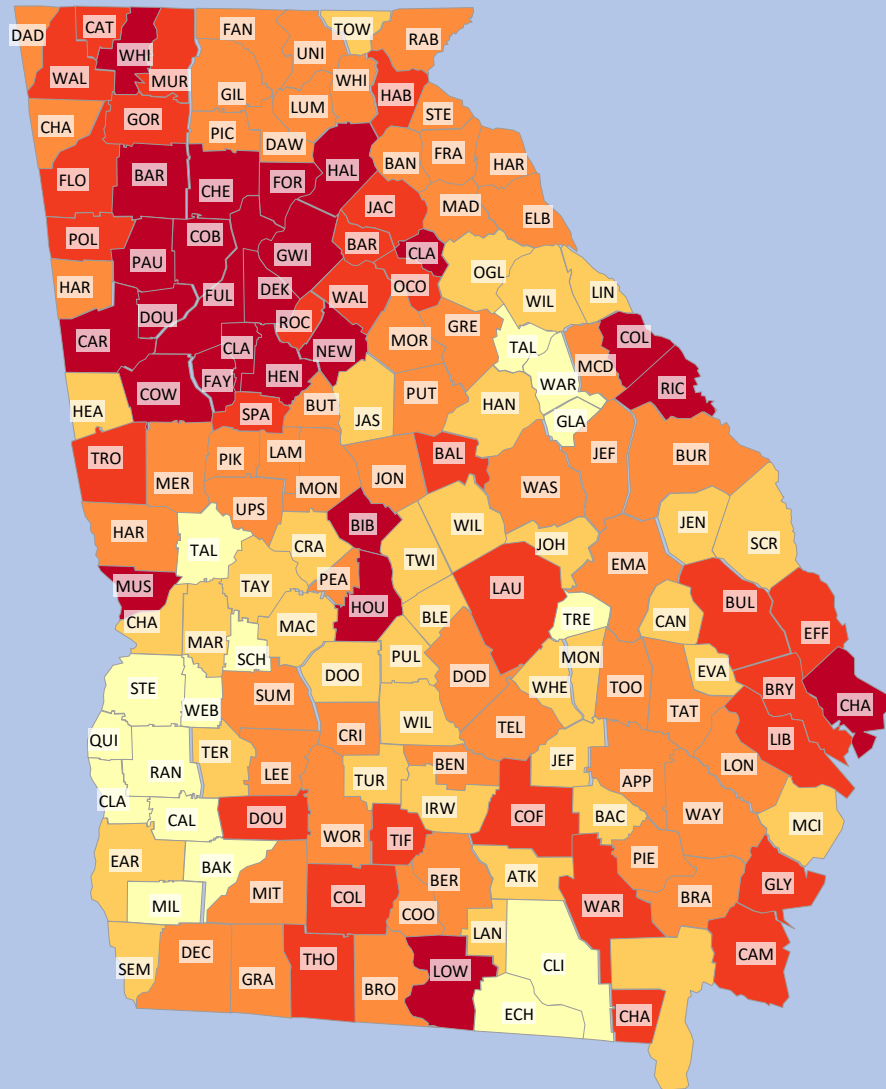 DAD
CAT
WHI
MUR
WAL
FAN
UNI
TOW
RAB
GIL
LUM
WHI
HAB
STE
CHA
GOR
PIC
DAW
BAN
FRA
HAR
FLO
BAR
CHE
FOR
HAL
JAC
MAD
ELB
POL
PAU
COB
GWI
BAR
CLA
OGL
WIL
LIN
HAR
DOU
FUL
DEK
WAL
OCO
CAR
CLA
ROC
NEW
MOR
GRE
TAL
WAR
MCD
COL
RIC
HEA
COW
FAY
HEN
SPA
BUT
JAS
PUT
HAN
GLA
TRO
MER
PIK
LAM
MON
JON
BAL
WAS
JEF
BUR
HAR
TAL
UPS
CRA
BIB
TWI
WIL
JOH
EMA
JEN
SCR
MUS
CHA
TAY
PEA
HOU
BLE
LAU
TRE
CAN
BUL
EFF
MAR
SCH
MAC
DOO
PUL
DOD
WHE
MON
TOO
TAT
EVA
BRY
CHA
STE
WEB
SUM
CRI
WIL
TEL
JEF
APP
LON
LIB
QUI
RAN
TER
LEE
TUR
BEN
IRW
COF
BAC
WAY
MCI
CLA
CAL
DOU
WOR
TIF
PIE
EAR
BAK
MIT
COL
BER
COO
ATK
WAR
BRA
GLY
MIL
SEM
DEC
GRA
THO
BRO
LOW
LAN
CLI
ECH
CHA
CAM